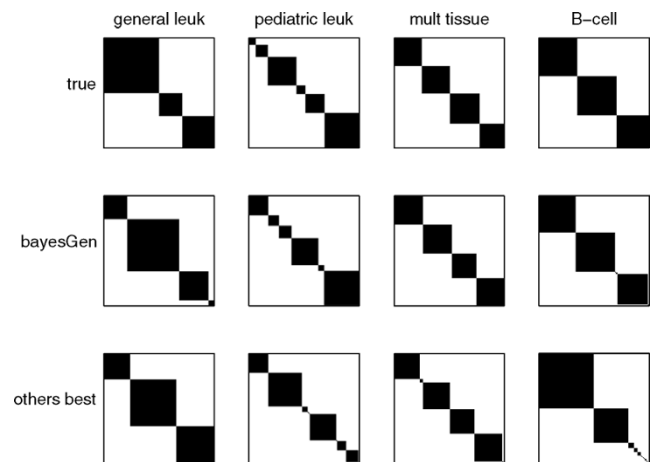 general leuk pediatric leuk mult tissue B−cell
true
bayesGen
others best